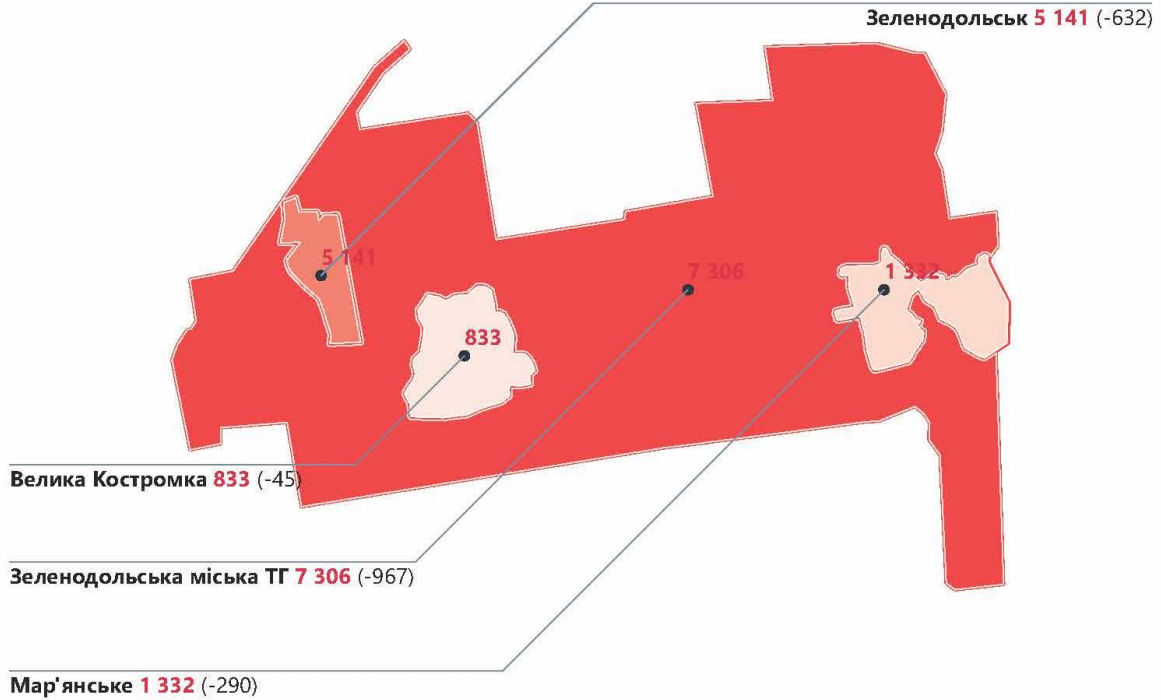 Зеленодольськ 5 141 (-632)
5 141
7 306
1 332
833
Велика Костромка 833 (-45)
Зеленодольська міська ТГ 7 306 (-967)
Мар'янське 1 332 (-290)